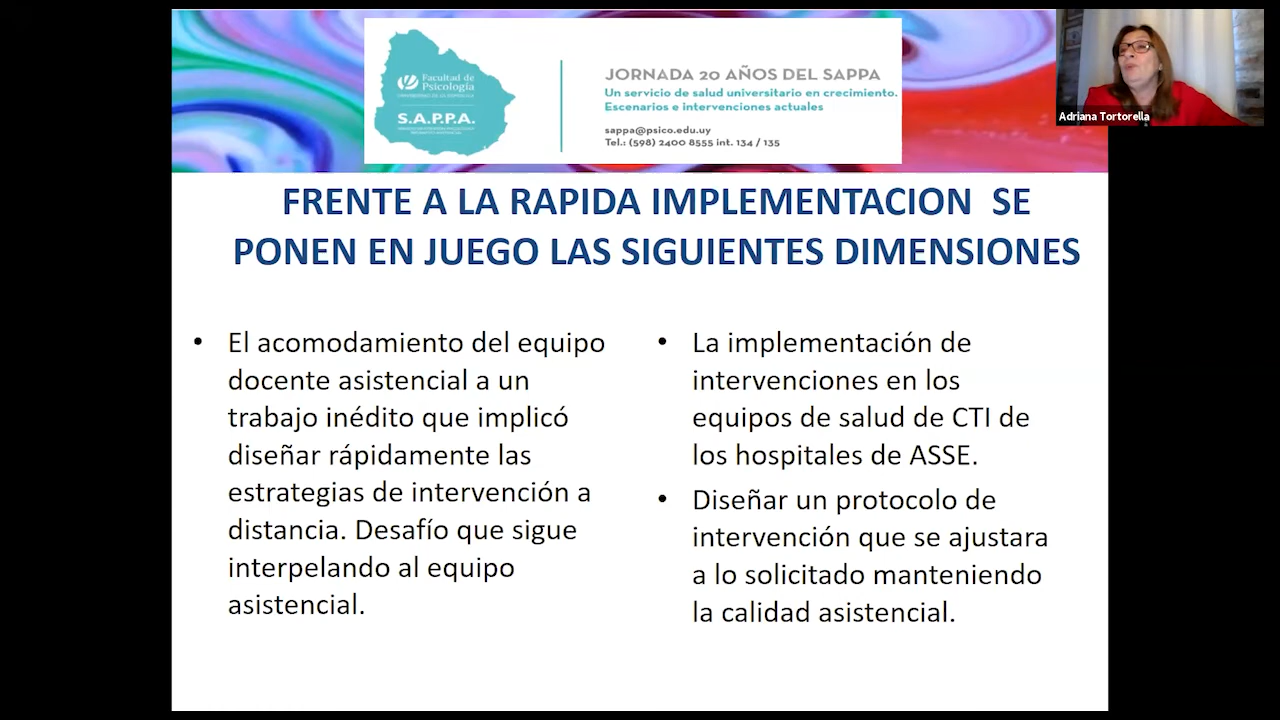 Facultad de
Psicología
UNIVERSIDAD DE LA REPÚBLICA
S.A.P.P.A.
JORNADA 20 AÑOS DEL SAPPA
Un servicio de salud universitario en crecimiento.
Escenarios e intervenciones actuales
sappa@psico.edu.uy
Tel.: (598) 2400 8555 int. 134 / 135
Adriana Tortorella
FRENTE A LA RAPIDA IMPLEMENTACION SE
PONEN EN JUEGO LAS SIGUIENTES DIMENSIONES
• El acomodamiento del equipo
docente asistencial a un
trabajo inédito que implicó
diseñar rápidamente las
estrategias de intervención a
distancia. Desafío que sigue
interpelando al equipo
asistencial.
• La implementación de
intervenciones en los
equipos de salud de CTI de
los hospitales de ASSE.
• Diseñar un protocolo de
intervención que se ajustara
a lo solicitado manteniendo
la calidad asistencial.